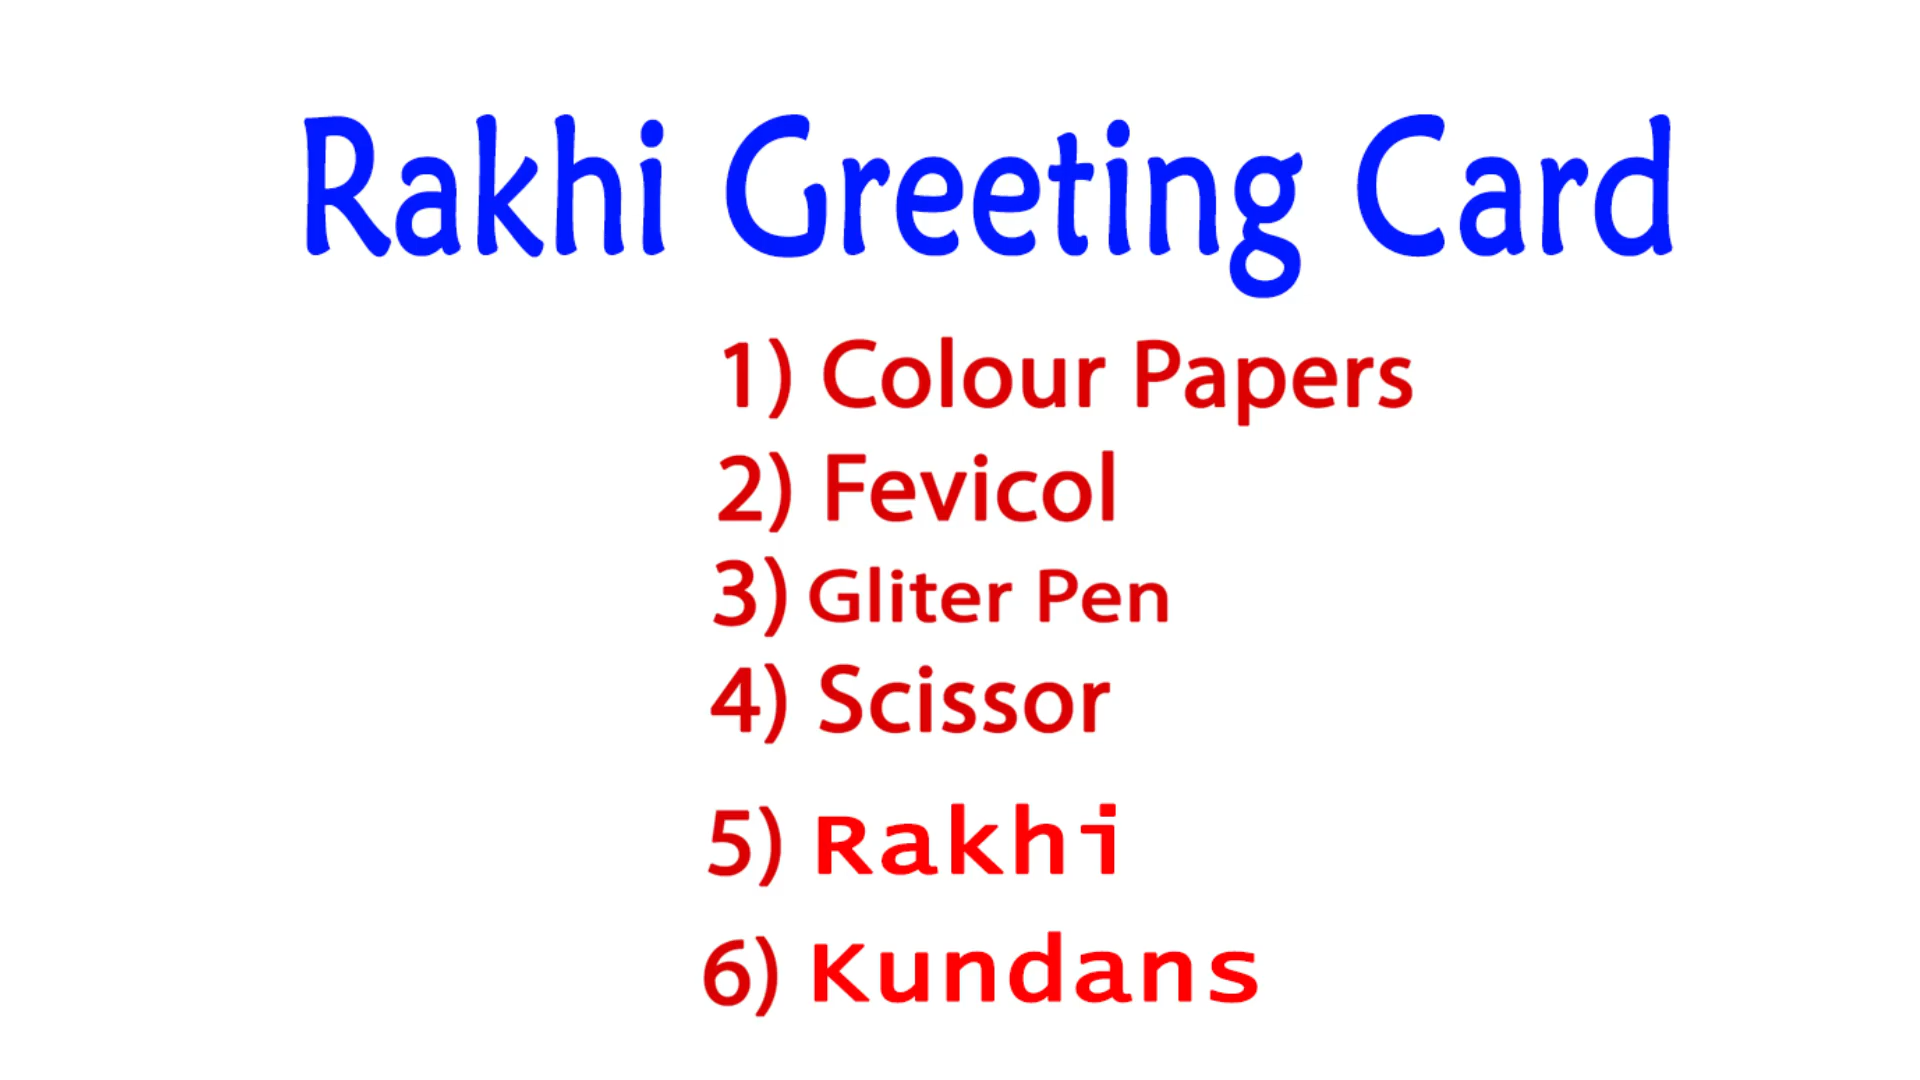 Rakhi Greeting Card
1) Colour Papers
2) Fevicol
3) Gliter Pen
4) Scissor
5) Rakhi
6) Kundans